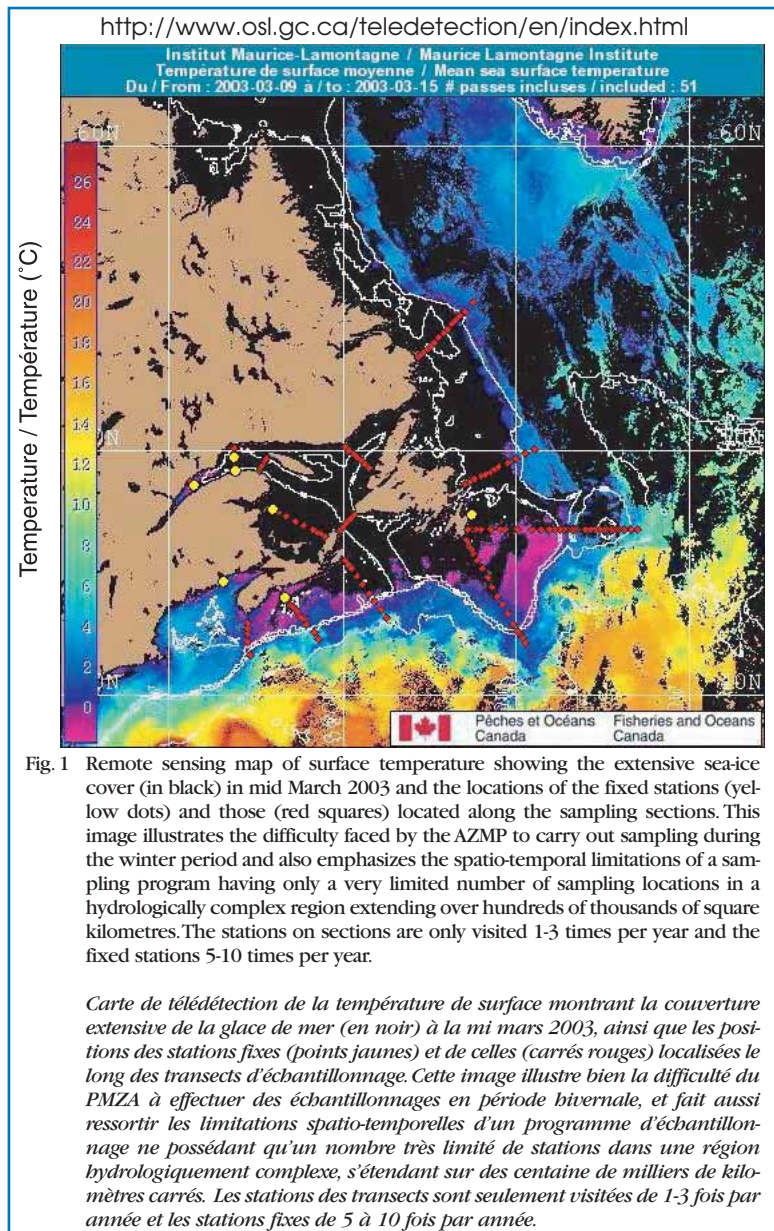 http://www.osl.gc.ca/teledetection/en/index.html
Institut Maurice-Lamontagne / Maurice Lamontagne Institute
Température de surface moyenne / Mean sea surface temperature
Du / From : 2003-03-09 à / to : 2003-03-15 # passes incluses / included : 51
60N
60N
26
24
22
20
18
16
14
12
10
8
6
4
2
0
Temperature / Température (˚C)
Pêches et Océans
Canada
Fisheries and Oceans
Canada
Fig. 1 Remote sensing map of surface temperature showing the extensive sea-ice
cover (in black) in mid March 2003 and the locations of the fixed stations (yel-
low dots) and those (red squares) located along the sampling sections. This
image illustrates the difficulty faced by the AZMP to carry out sampling during
the winter period and also emphasizes the spatio-temporal limitations of a sam-
pling program having only a very limited number of sampling locations in a
hydrologically complex region extending over hundreds of thousands of square
kilometres. The stations on sections are only visited 1-3 times per year and the
fixed stations 5-10 times per year.
Carte de télédétection de la température de surface montrant la couverture
extensive de la glace de mer (en noir) à la mi mars 2003, ainsi que les posi-
tions des stations fixes (points jaunes) et de celles (carrés rouges) localisées le
long des transects d'échantillonnage. Cette image illustre bien la difficulté du
PMZA à effectuer des échantillonnages en période hivernale, et fait aussi
ressortir les limitations spatio-temporelles d'un programme d'échantillon-
nage ne possédant qu'un nombre très limité de stations dans une région
hydrologiquement complexe, s'étendant sur des centaine de milliers de kilo-
mètres carrés. Les stations des transects sont seulement visitées de 1-3 fois par
année et les stations fixes de 5 à 10 fois par année.